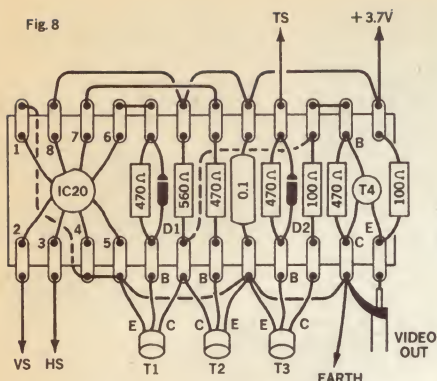 Fig. 8
TS
+ 3.7V
1
8
7
6
B
IC20
470Ω
D1
560Ω
470Ω
0.1
470Ω
D2
100Ω
470Ω
T4
100Ω
2
3
4
5
B
B
B
C
E
E
C
C
E
E
C
VS
HS
T1
T2
T3
EARTH
VIDEO
OUT